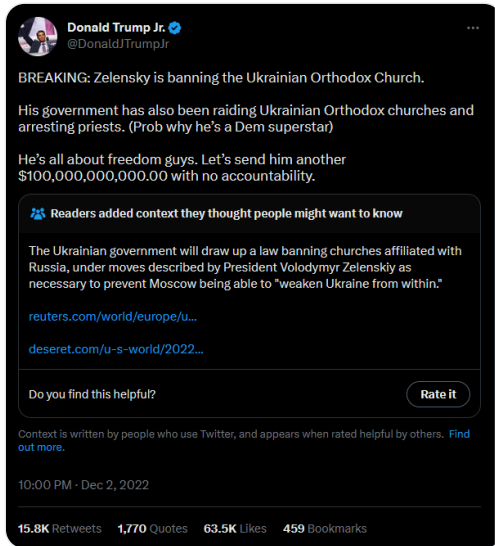 Donald Trump Jr.
@DonaldJTrumpJr
BREAKING: Zelensky is banning the Ukrainian Orthodox Church.
His government has also been raiding Ukrainian Orthodox churches and
arresting priests. (Prob why he's a Dem superstar)
He's all about freedom guys. Let's send him another
$100,000,000,000.00 with no accountability.
Readers added context they thought people might want to know
The Ukrainian government will draw up a law banning churches affiliated with
Russia, under moves described by President Volodymyr Zelenskiy as
necessary to prevent Moscow being able to "weaken Ukraine from within."
reuters.com/world/europe/u...
deseret.com/u-s-world/2022...
Do you find this helpful?
Rate it
Context is written by people who use Twitter, and appears when rated helpful by others. Find
out more.
10:00 PM · Dec 2, 2022
15.8K Retweets 1,770 Quotes 63.5K Likes 459 Bookmarks